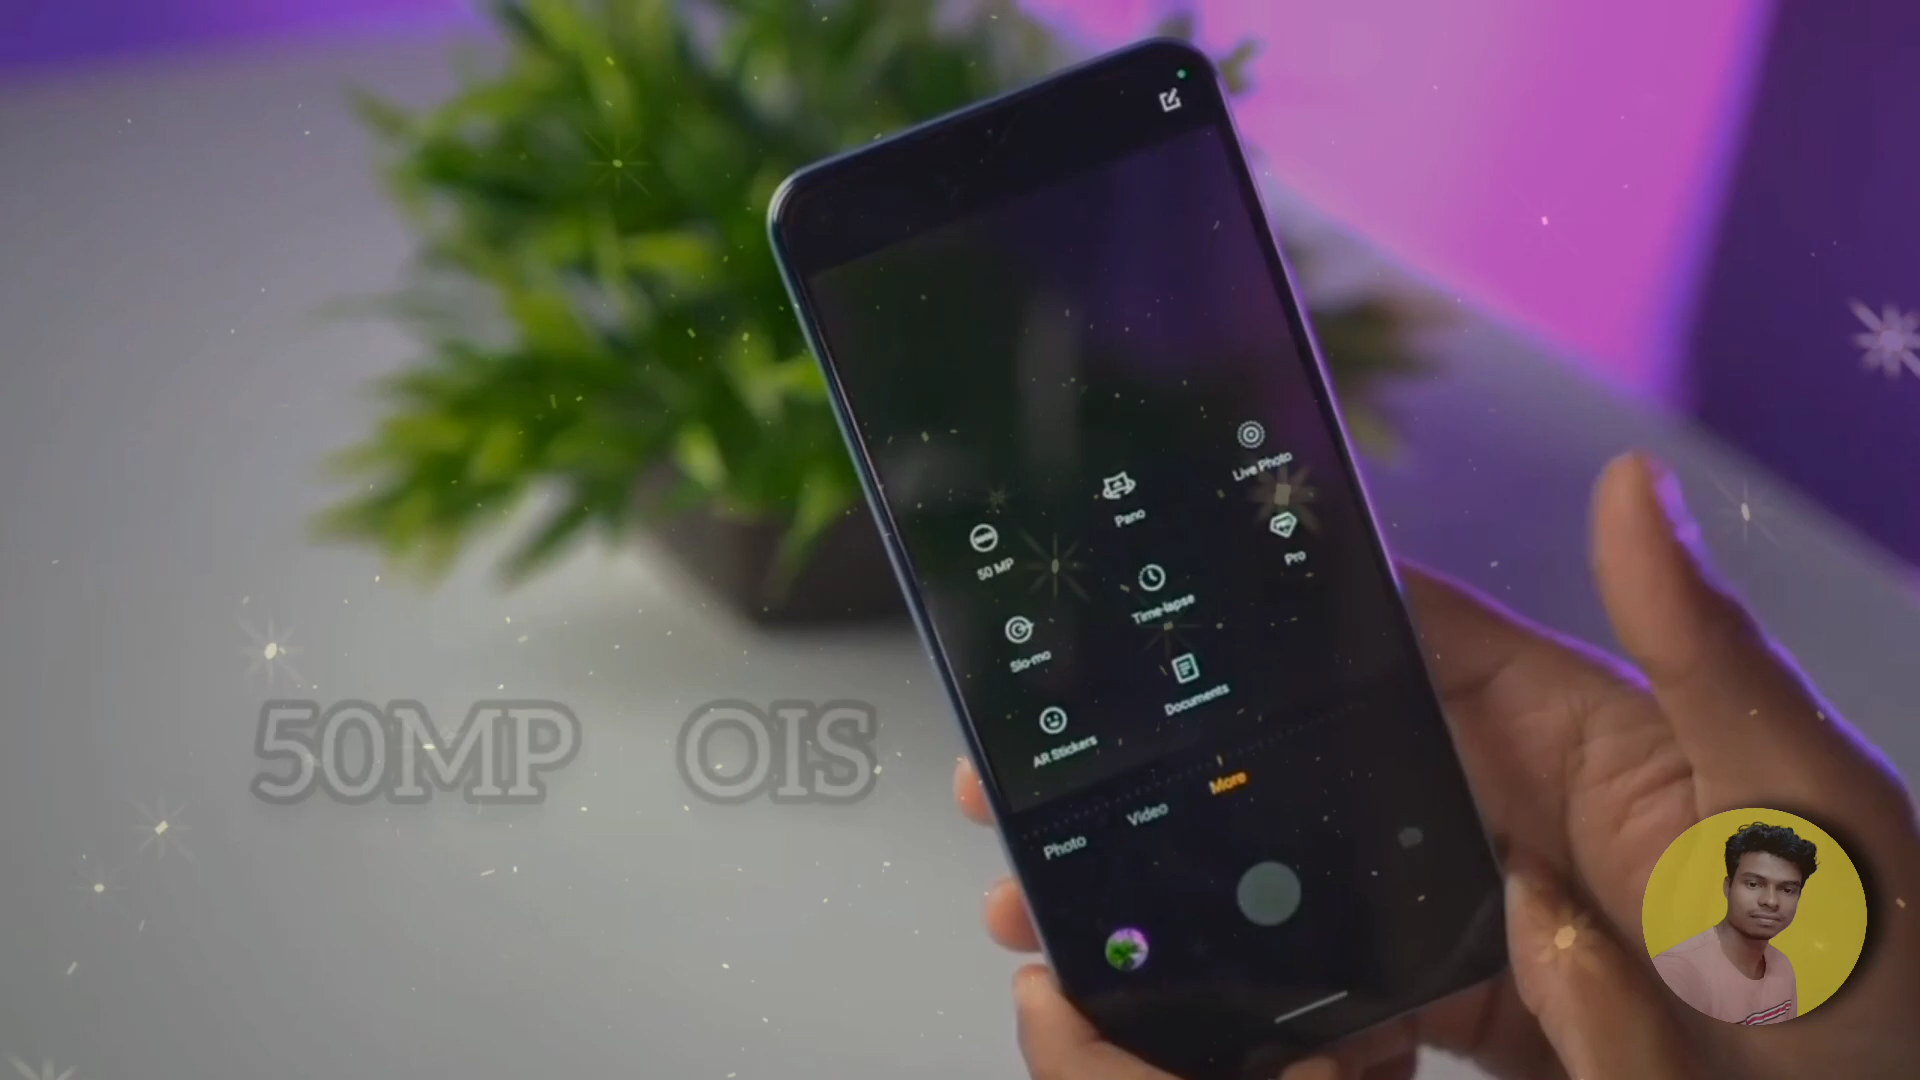 Live Photo
Pano
50 MP
Pro
Time-lapse
Slo-mo
Documents
AR Stickers
More
Video
Photo
50MP OIS